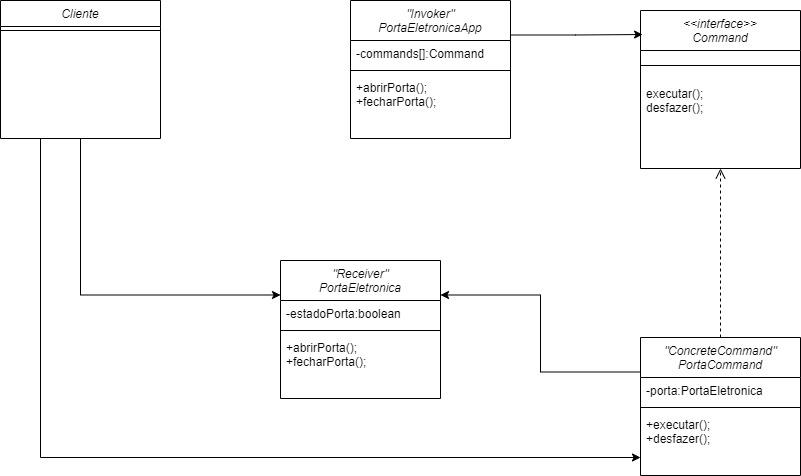 Cliente
"Invoker"
PortaEletronicaApp
-commands[]:Command
+abrirPorta();
+fecharPorta();
<<interface>>
Command
executar();
desfazer();
"Receiver"
PortaEletronica
-estadoPorta:boolean
+abrirPorta();
+fecharPorta();
"ConcreteCommand"
PortaCommand
-porta:PortaEletronica
+executar();
+desfazer();